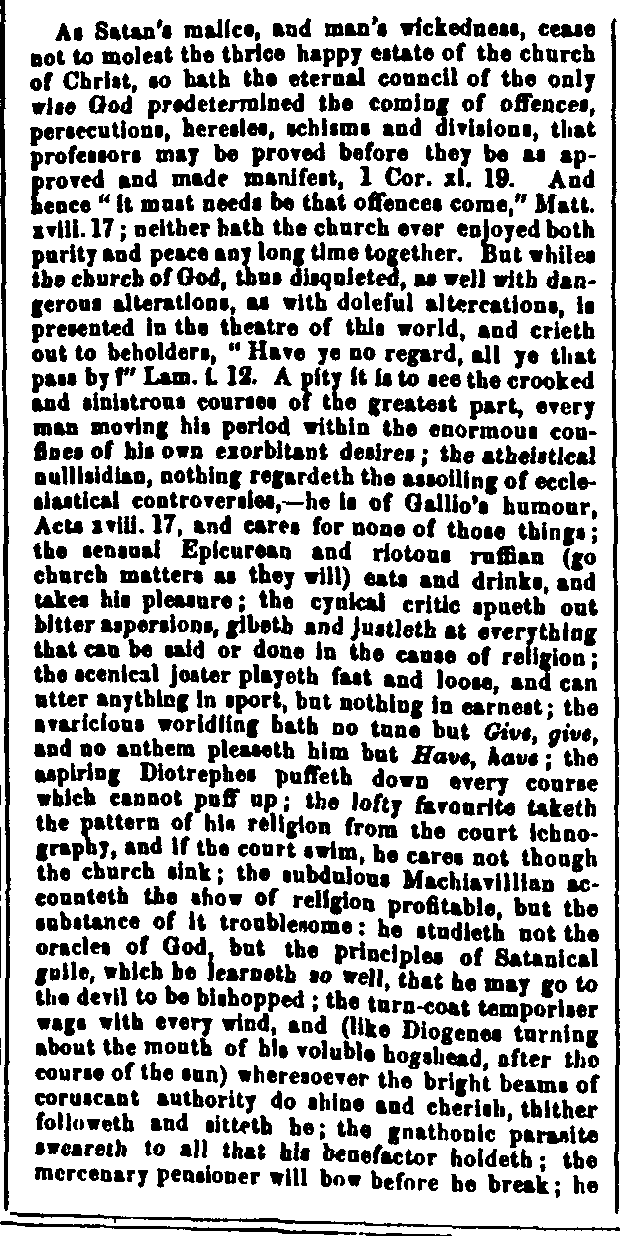 As Satan's malice, and man's wickedness, cease
not to molest the thrice happy estate of the church
of Christ, so hath the eternal council of the only
wise God predetermined the coming of offences,
persecutions, heresies, schisms and divisions, that
professors may be proved before they be as ap-
proved and made manifest, 1 Cor. xi. 19. And
hence "it must needs be that offences come," Matt.
xviii. 17; neither hath the church ever enjoyed both
purity and peace any long time together. But whiles
the church of God, thus disquieted, as well with dan-
gerous alterations, as with doleful altercations, is
presented in the theatre of this world, and crieth
out to beholders, "Have ye no regard, all ye that
pass by?" Lam. i. 12. A pity it is to see the crooked
and sinistrous courses of the greatest part, every
man moving his period within the enormous con-
fines of his own exorbitant desires; the atheistical
nullisidian, nothing regardeth the assoiling of eccle-
siastical controversies,—he is of Gallio's humour,
Acts xviii. 17, and cares for none of those things;
the sensual Epicurean and riotous ruffian (go
church matters as they will) eats and drinks, and
takes his pleasure; the cynical critic spueth out
bitter aspersions, gibeth and justleth at everything
that can be said or done in the cause of religion;
the scenical jester playeth fast and loose, and can
utter anything in sport, but nothing in earnest; the
avaricious worldling hath no tune but Give, give,
and no anthem pleaseth him but Have, have; the
aspiring Diotrephes puffeth down every course
which cannot puff up; the lofty favourite taketh
the pattern of his religion from the court ichno-
graphy, and if the court swim, he cares not though
the church sink; the subdulous Machiavillian ac-
counteth the show of religion profitable, but the
substance of it troublesome: he studieth not the
oracles of God, but the principles of Satanical
guile, which he learneth so well, that he may go to
the devil to be bishopped; the turn-coat temporiser
wags with every wind, and (like Diogenes turning
about the mouth of his voluble hogshead, after the
course of the sun) wheresoever the bright beams of
coruscant authority do shine and cherish, thither
followeth and sitteth he; the gnathonic parasite
sweareth to all that his benefactor holdeth; the
mercenary pensioner will bow before he break; he